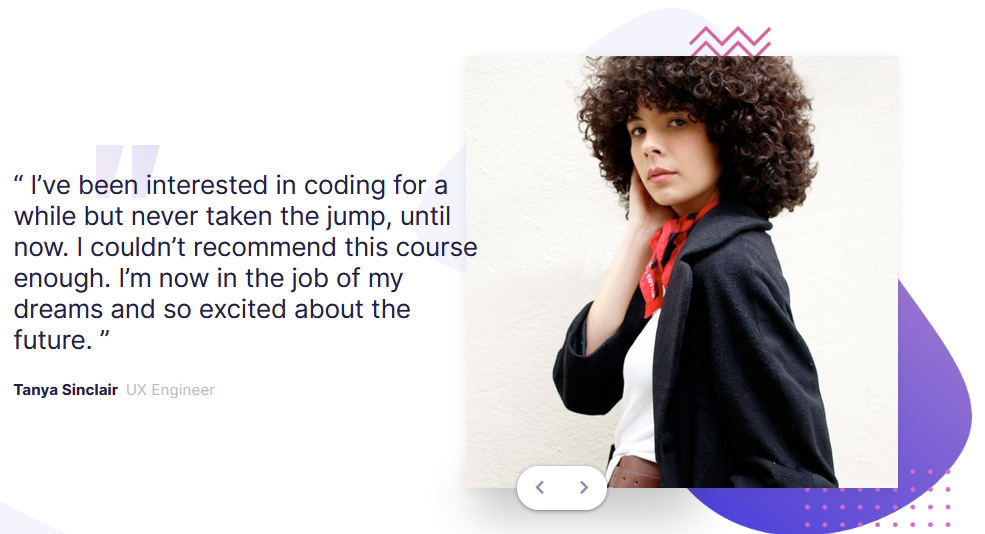 “ I’ve been interested in coding for a
while but never taken the jump, until
now. I couldn’t recommend this course
enough. I’m now in the job of my
dreams and so excited about the
future. ”
Tanya Sinclair UX Engineer